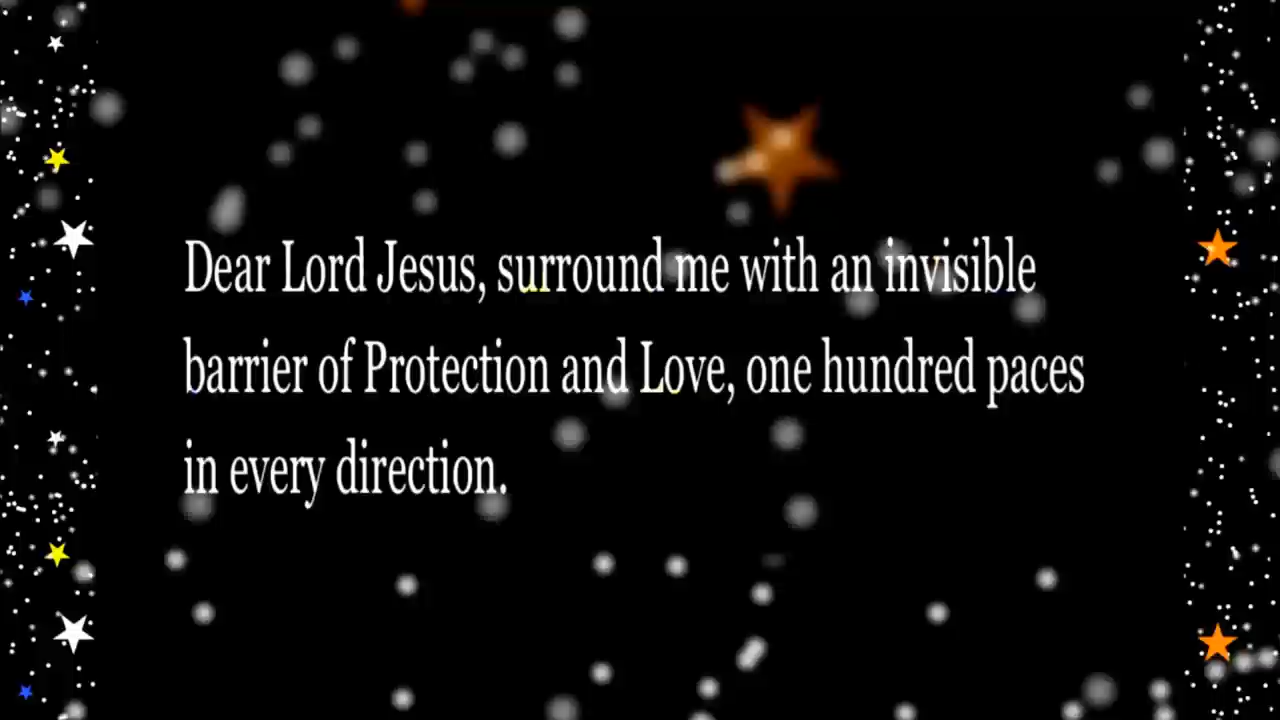 Dear Lord Jesus, surround me with an invisible
barrier of Protection and Love, one hundred paces
in every direction.